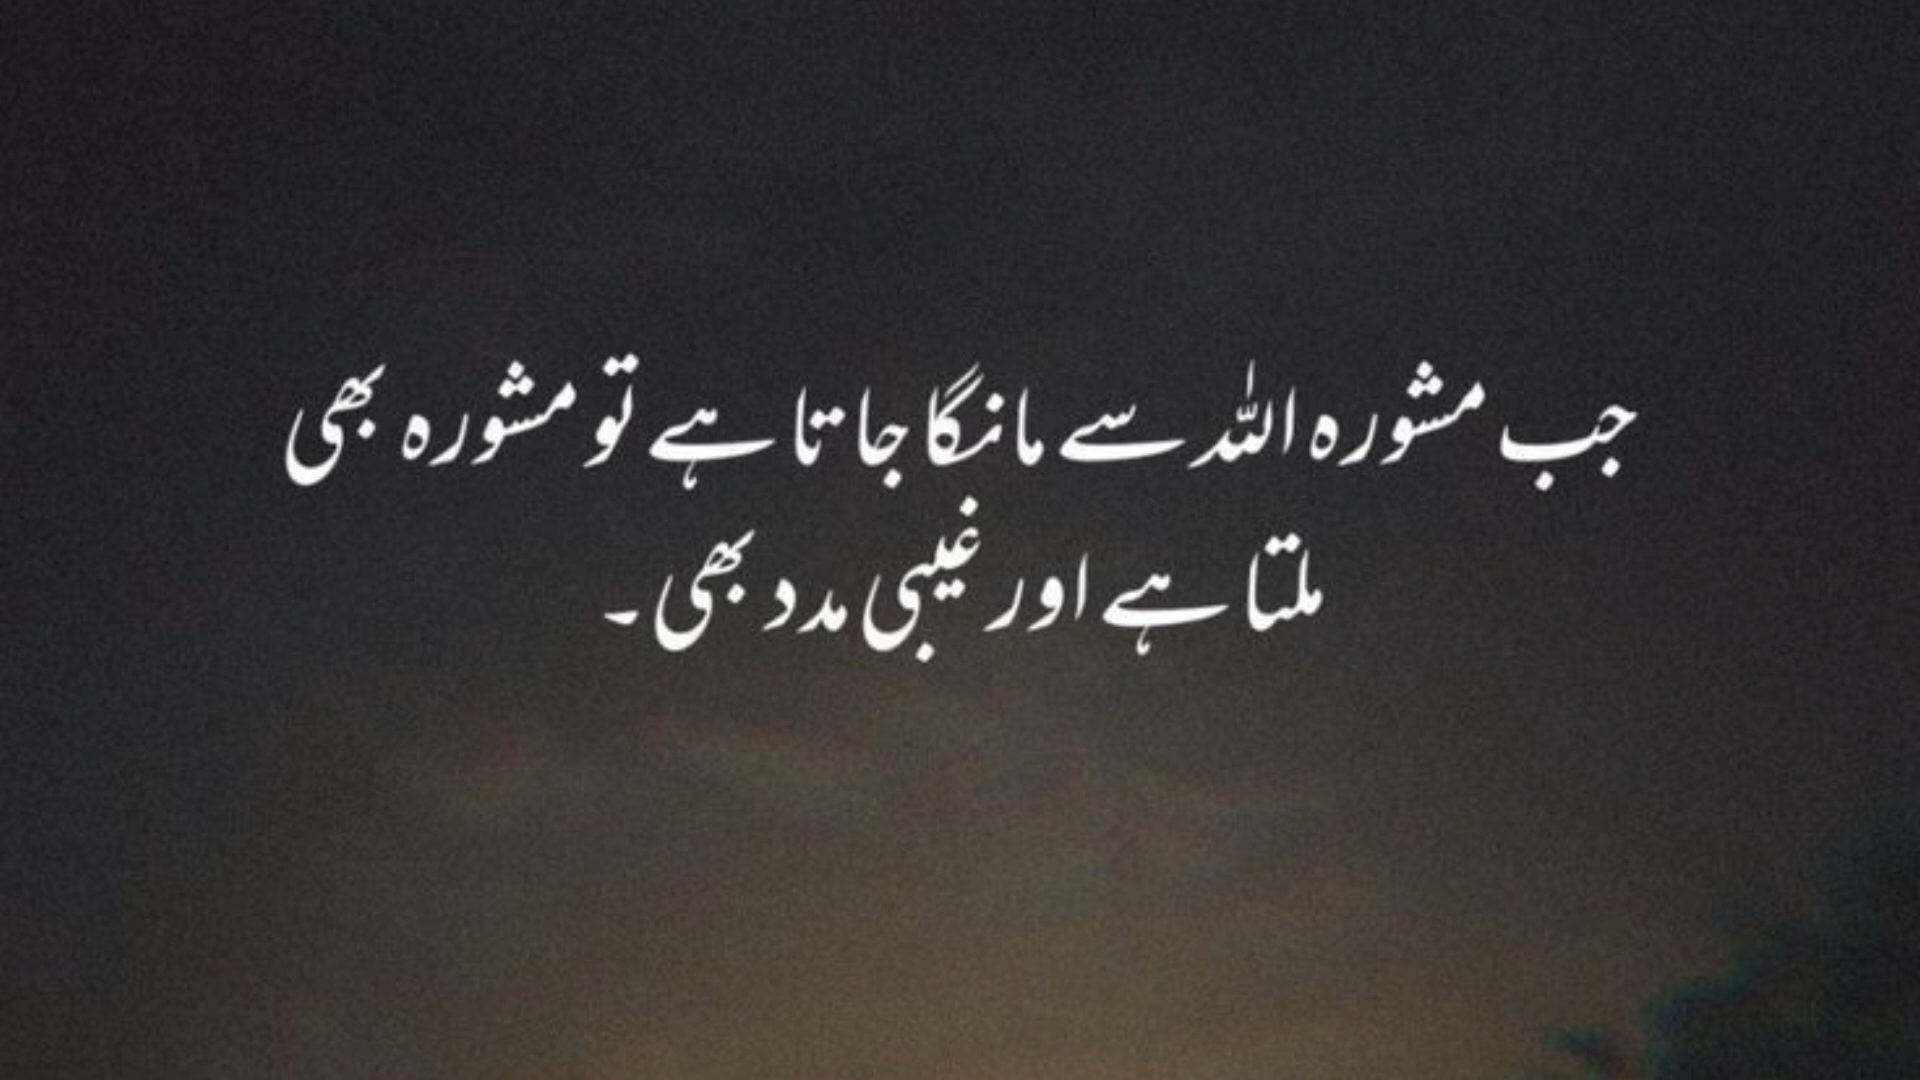 جب مشورہ اللہ سے مانگا جاتا ہے تو مشورہ بھی
ملتا ہے اور غیبی مدد بھی۔